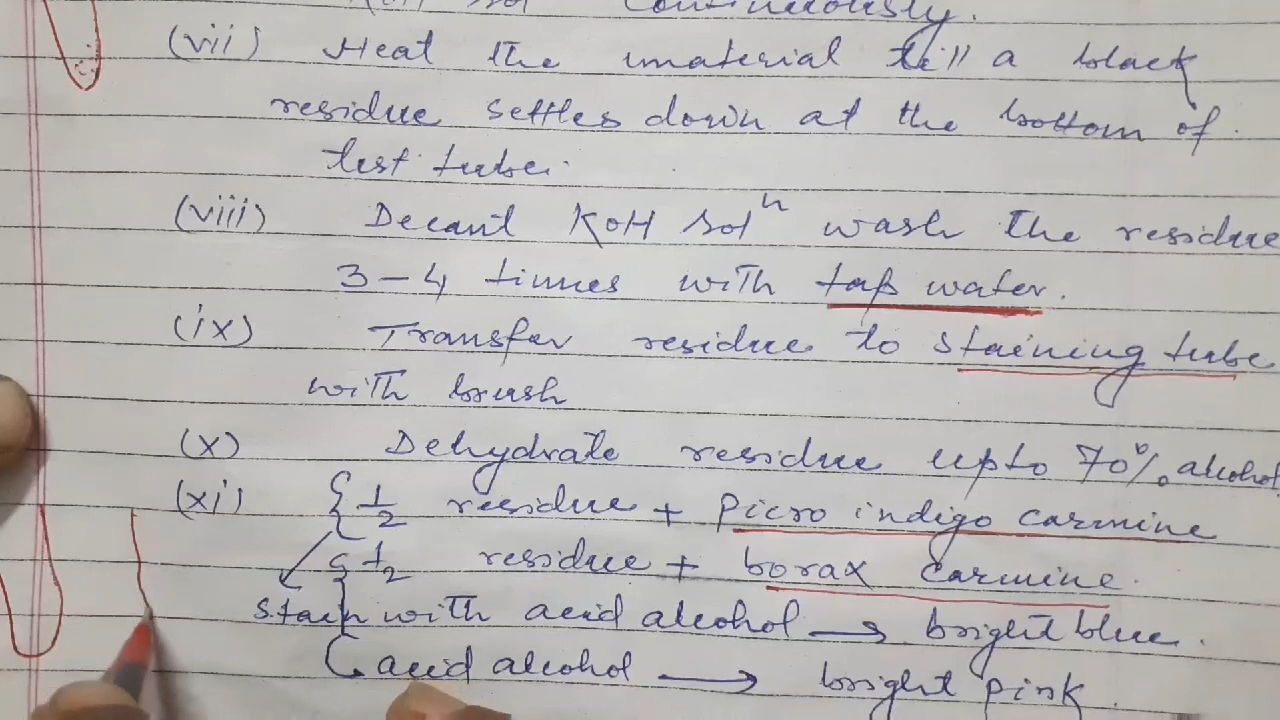 KOH sol continuously.
(vii) Heat the material till a black
residue settles down at the bottom of
test tube.
(viii) Decant KOH solⁿ wash the residue
3-4 times with tap water.
(ix) Transfer residue to staining tube
with brush
(x) Dehydrate residue upto 70% alcohol
(xi) { 1/2 residue + Picro indigo carmine
{ 1/2 residue + borax carmine.
Stain with acid alcohol → bright blue.
acid alcohol → bright pink.